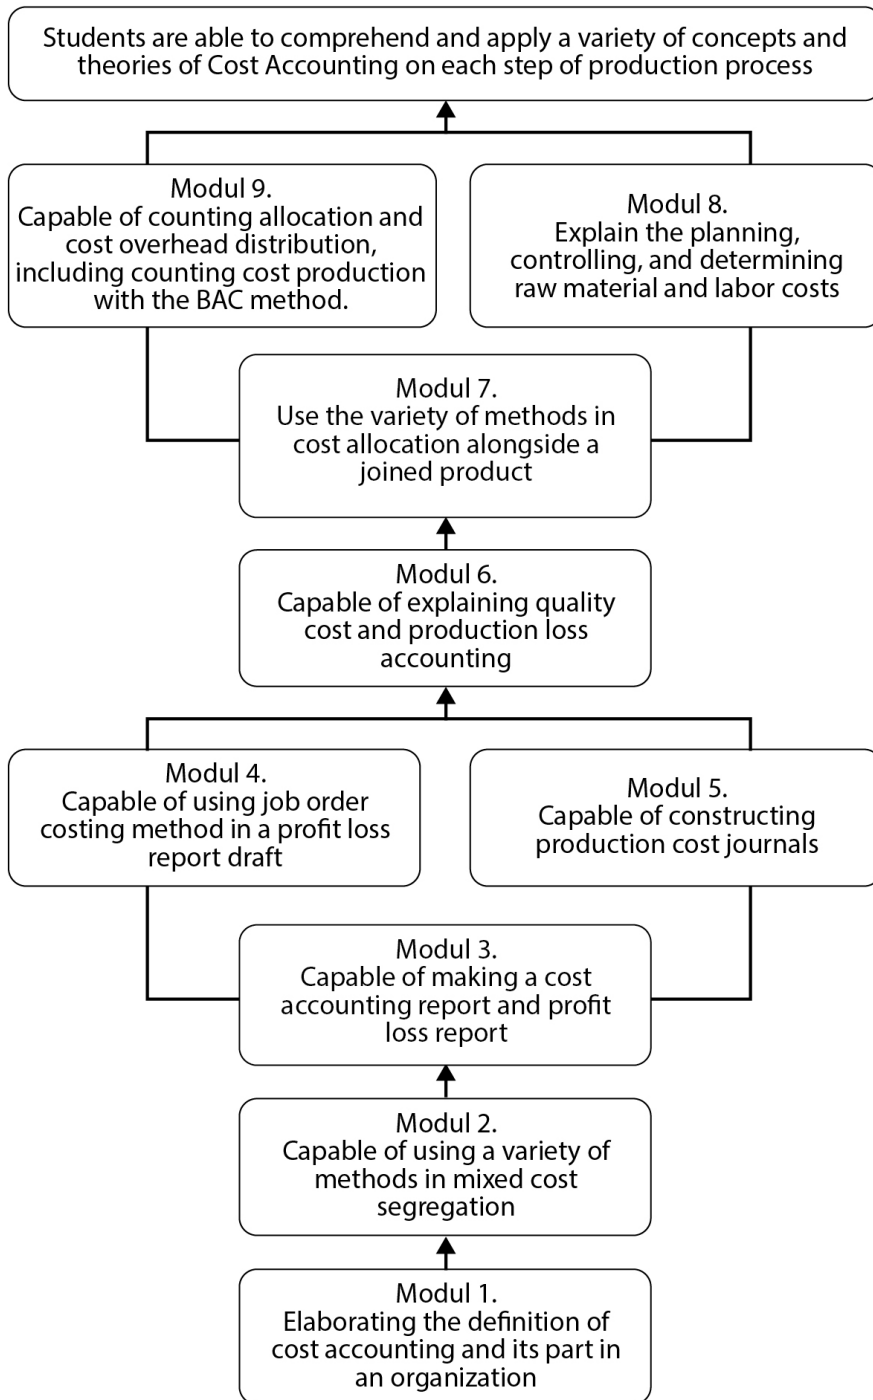 Students are able to comprehend and apply a variety of concepts and
theories of Cost Accounting on each step of production process
Modul 9.
Capable of counting allocation and
cost overhead distribution,
including counting cost production
with the BAC method.
Modul 8.
Explain the planning,
controlling, and determining
raw material and labor costs
Modul 7.
Use the variety of methods in
cost allocation alongside a
joined product
Modul 6.
Capable of explaining quality
cost and production loss
accounting
Modul 4.
Capable of using job order
costing method in a profit loss
report draft
Modul 5.
Capable of constructing
production cost journals
Modul 3.
Capable of making a cost
accounting report and profit
loss report
Modul 2.
Capable of using a variety of
methods in mixed cost
segregation
Modul 1.
Elaborating the definition of
cost accounting and its part in
an organization